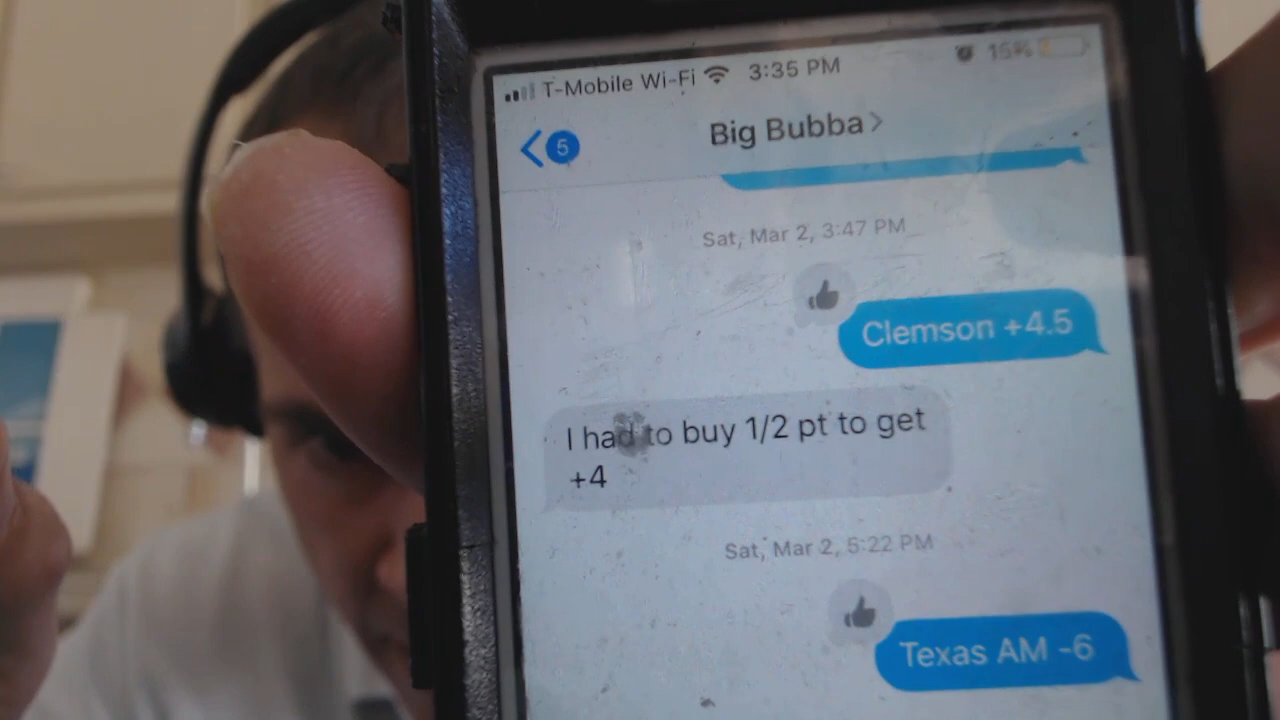 T-Mobile Wi-Fi 3:35 PM 15%
5 Big Bubba
Sat, Mar 2, 3:47 PM
Clemson +4.5
I had to buy 1/2 pt to get
+4
Sat, Mar 2, 5:22 PM
Texas AM -6